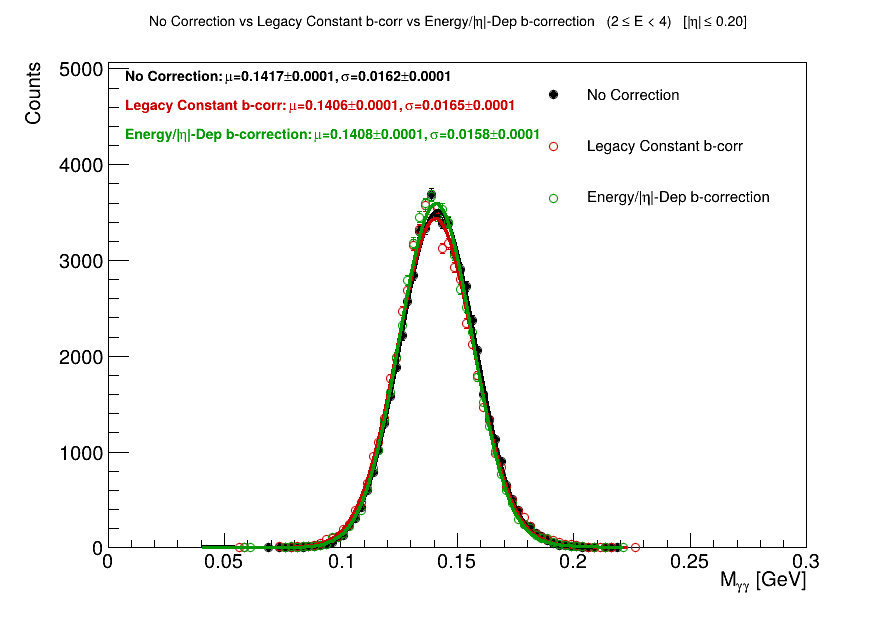 No Correction vs Legacy Constant b-corr vs Energy/|η|-Dep b-correction (2 ≤ E < 4) [|η| ≤ 0.20]
Counts
5000
4000
3000
2000
1000
0
No Correction: μ=0.1417±0.0001, σ=0.0162±0.0001
Legacy Constant b-corr: μ=0.1406±0.0001, σ=0.0165±0.0001
Energy/|η|-Dep b-correction: μ=0.1408±0.0001, σ=0.0158±0.0001
No Correction
Legacy Constant b-corr
Energy/|η|-Dep b-correction
0 0.05 0.1 0.15 0.2 0.25 0.3
Mγγ [GeV]